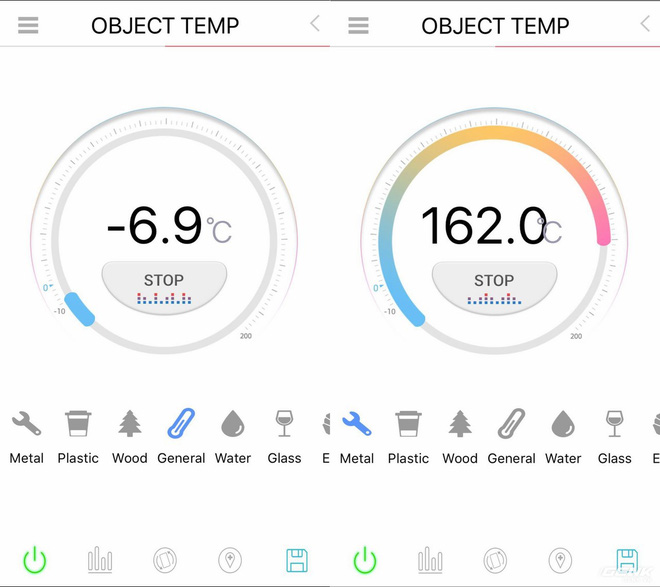 OBJECT TEMP
-6.9°C
STOP
0°
-10
200
Metal Plastic Wood General Water Glass E
OBJECT TEMP
162.0°C
STOP
0°
-10
200
Metal Plastic Wood General Water Glass E